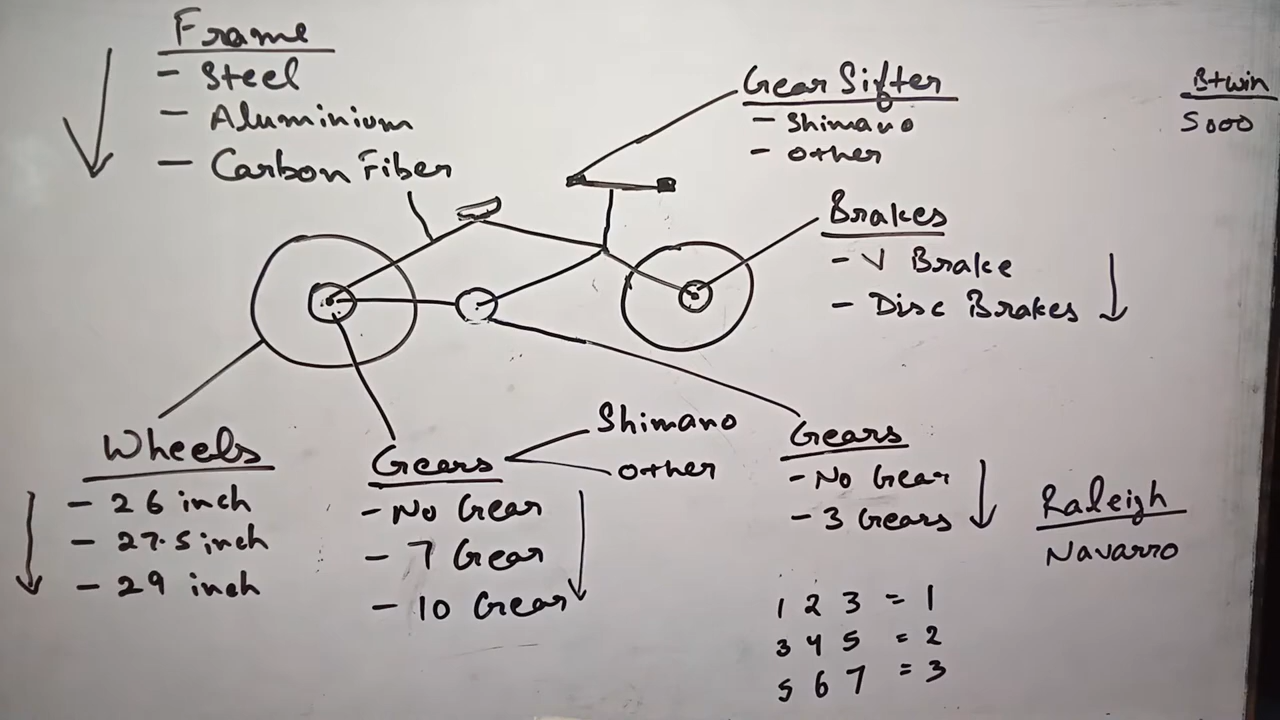 Frame
- Steel
- Aluminium
- Carbon Fiber
Gear Sifter
- Shimano
- Other
B+win
5000
Brakes
- V Brake
- Disc Brakes
Wheels
- 26 inch
- 27.5 inch
- 29 inch
Gears
Shimano
Other
- No Gear
- 7 Gear
- 10 Gear
Gears
- No Gear
- 3 Gears
Raleigh
Navarro
1 2 3 = 1
3 4 5 = 2
5 6 7 = 3